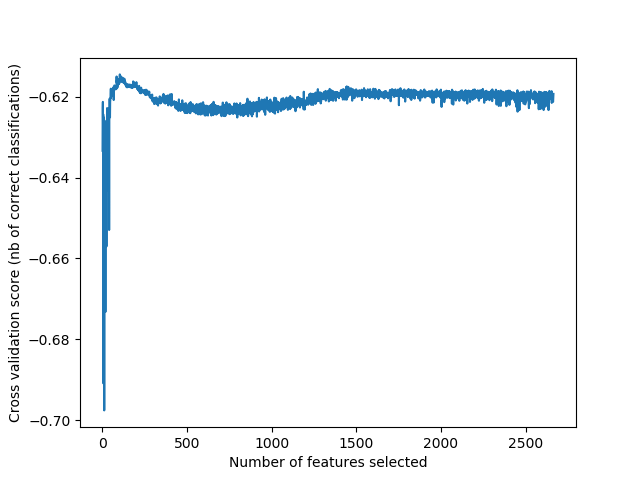 Cross validation score (nb of correct classifications)
−0.62
−0.64
−0.66
−0.68
−0.70
0 500 1000 1500 2000 2500
Number of features selected